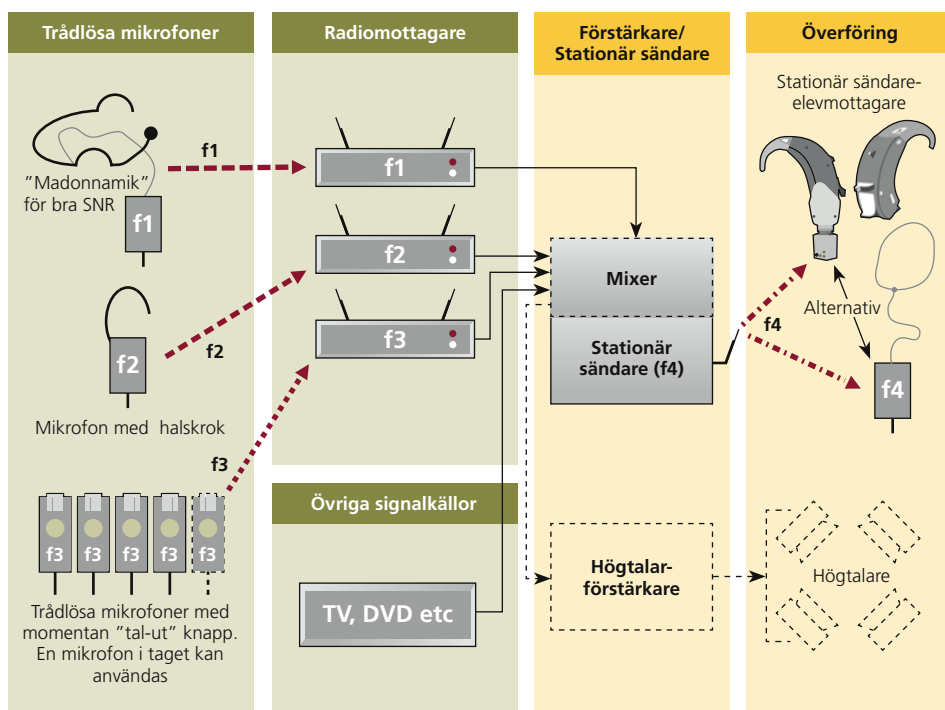 Trådlösa mikrofoner
f1
”Madonnamik”
för bra SNR
f1
f2
f2
Mikrofon med halskrok
f3
f3
f3
f3
f3
f3
Trådlösa mikrofoner med
momentan ”tal-ut” knapp.
En mikrofon i taget kan
användas
Radiomottagare
f1
f2
f3
Övriga signalkällor
TV, DVD etc
Förstärkare/
Stationär sändare
Mixer
Stationär
sändare (f4)
Högtalar-
förstärkare
Överföring
Stationär sändare-
elevmottagare
f4
Alternativ
f4
Högtalare